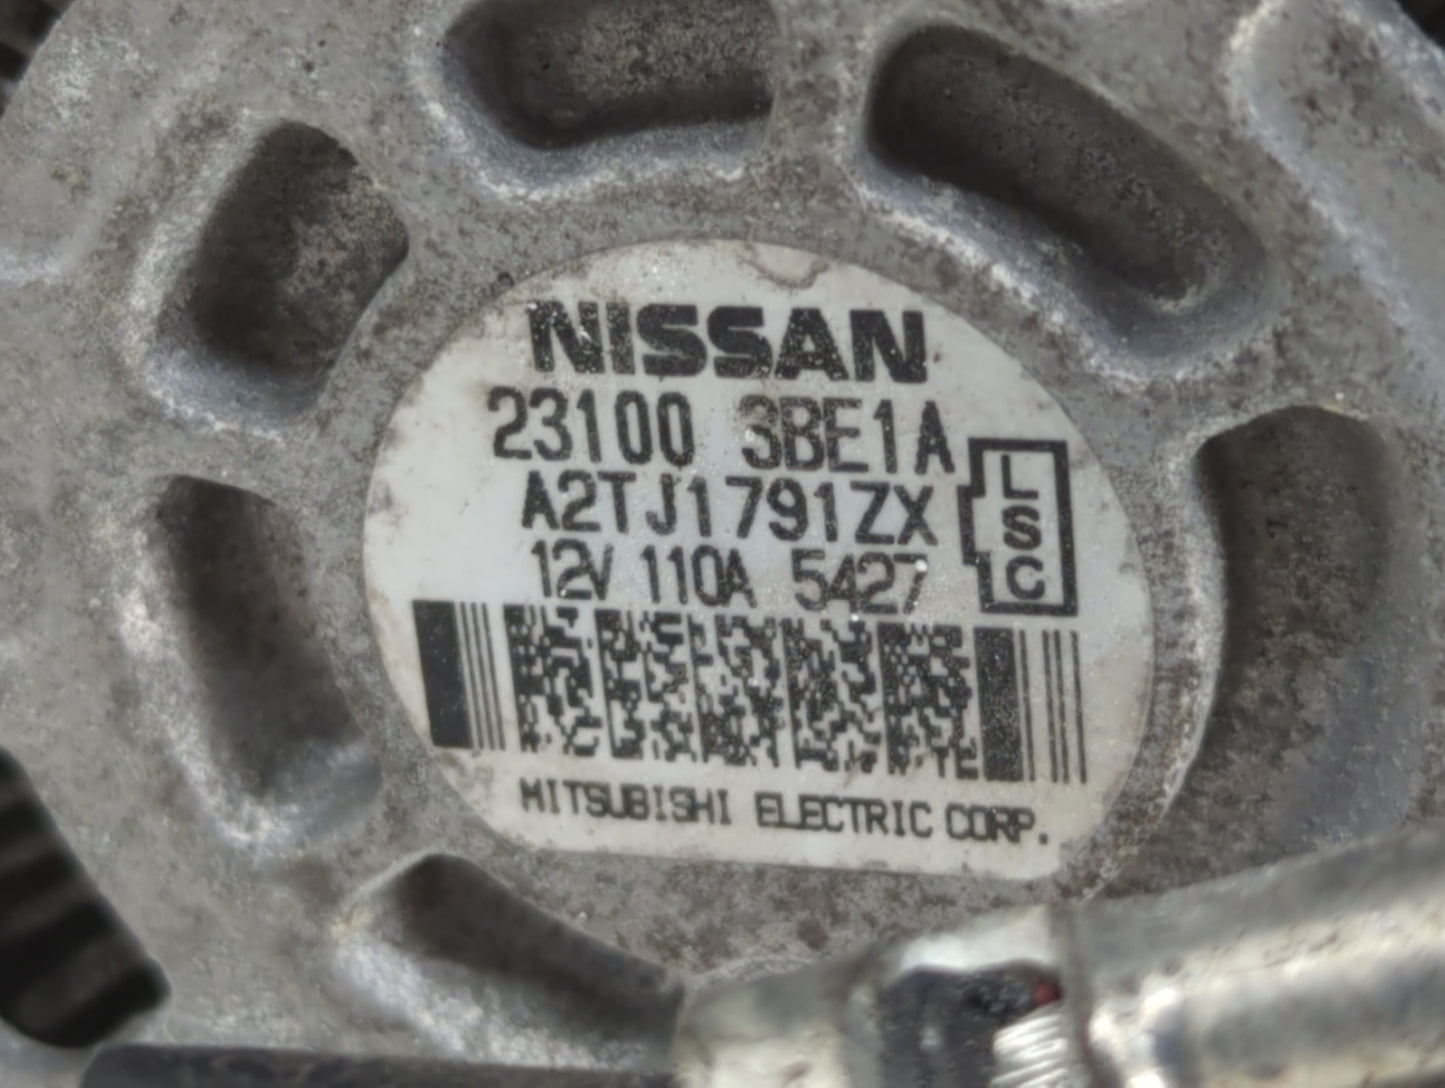 NISSAN
23100 3BE1A
A2TJ1791ZX
12V 110A 5427
L
S
C
MITSUBISHI ELECTRIC CORP.